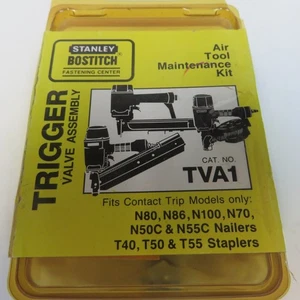 STANLEY
BOSTITCH
FASTENING CENTER
Air
Tool
Maintenance
Kit
TRIGGER
VALVE ASSEMBLY
CAT. NO.
TVA1
Fits Contact Trip Models only:
N80, N86, N100, N70,
N50C & N55C Nailers
T40, T50 & T55 Staplers